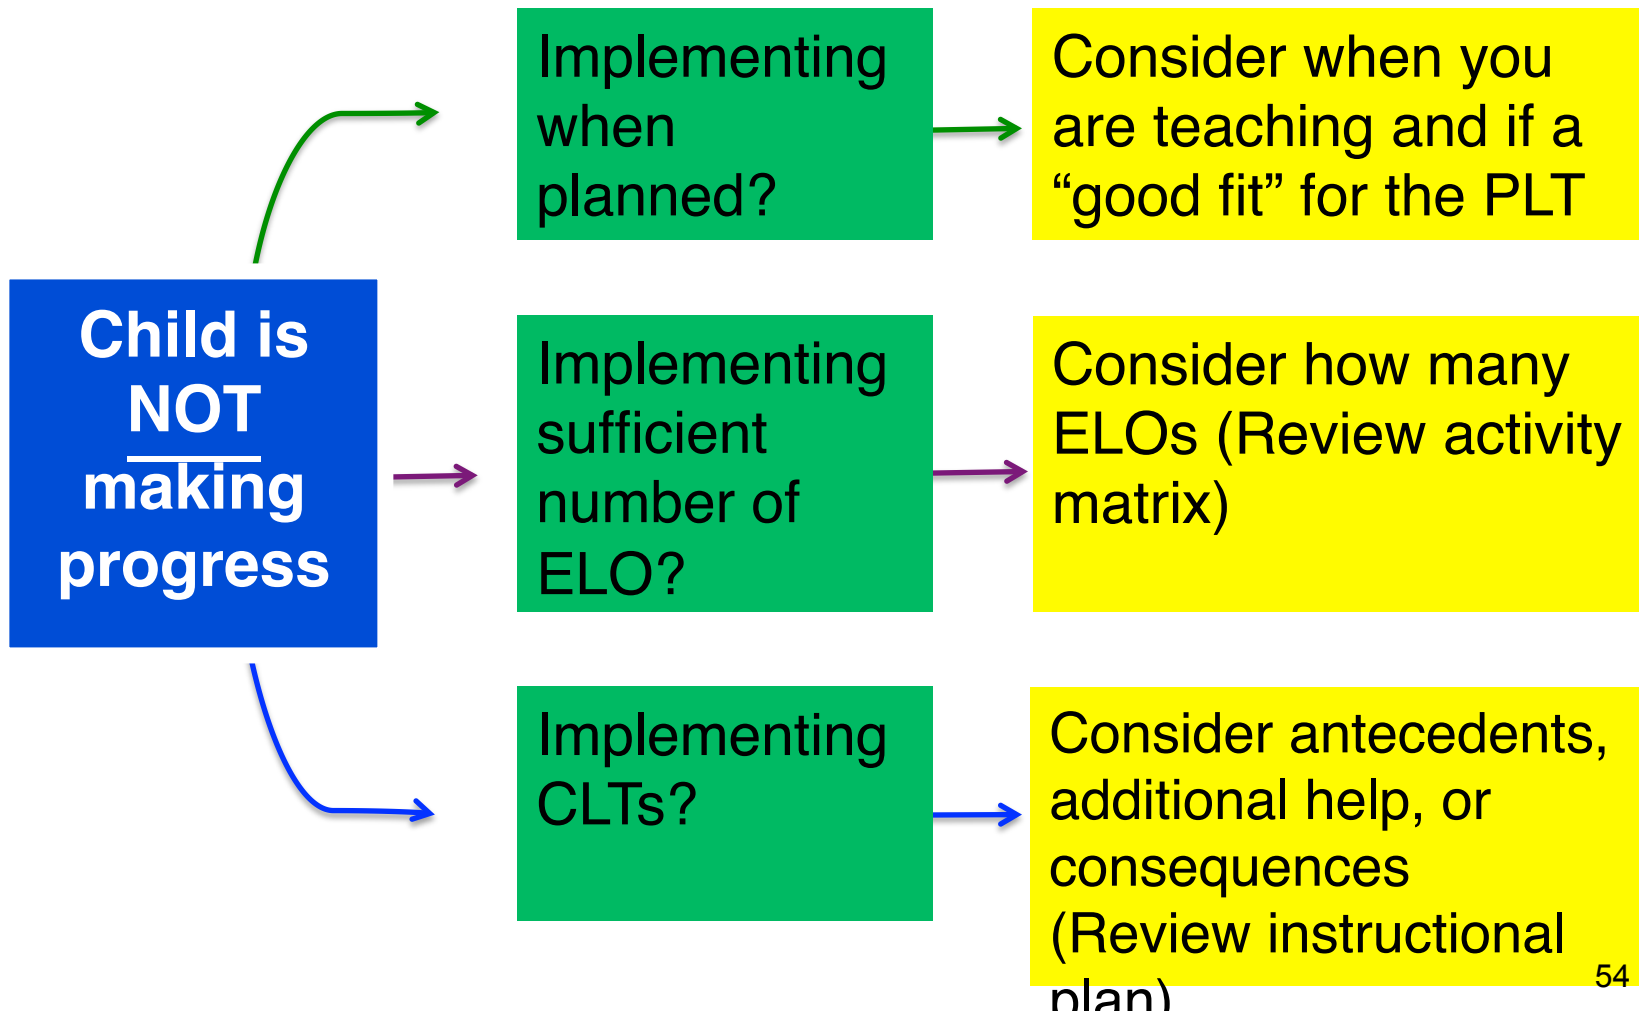 Child is
NOT
making
progress
Implementing
when
planned?
Consider when you
are teaching and if a
“good fit” for the PLT
Implementing
sufficient
number of
ELO?
Consider how many
ELOs (Review activity
matrix)
Implementing
CLTs?
Consider antecedents,
additional help, or
consequences
(Review instructional
plan)
54